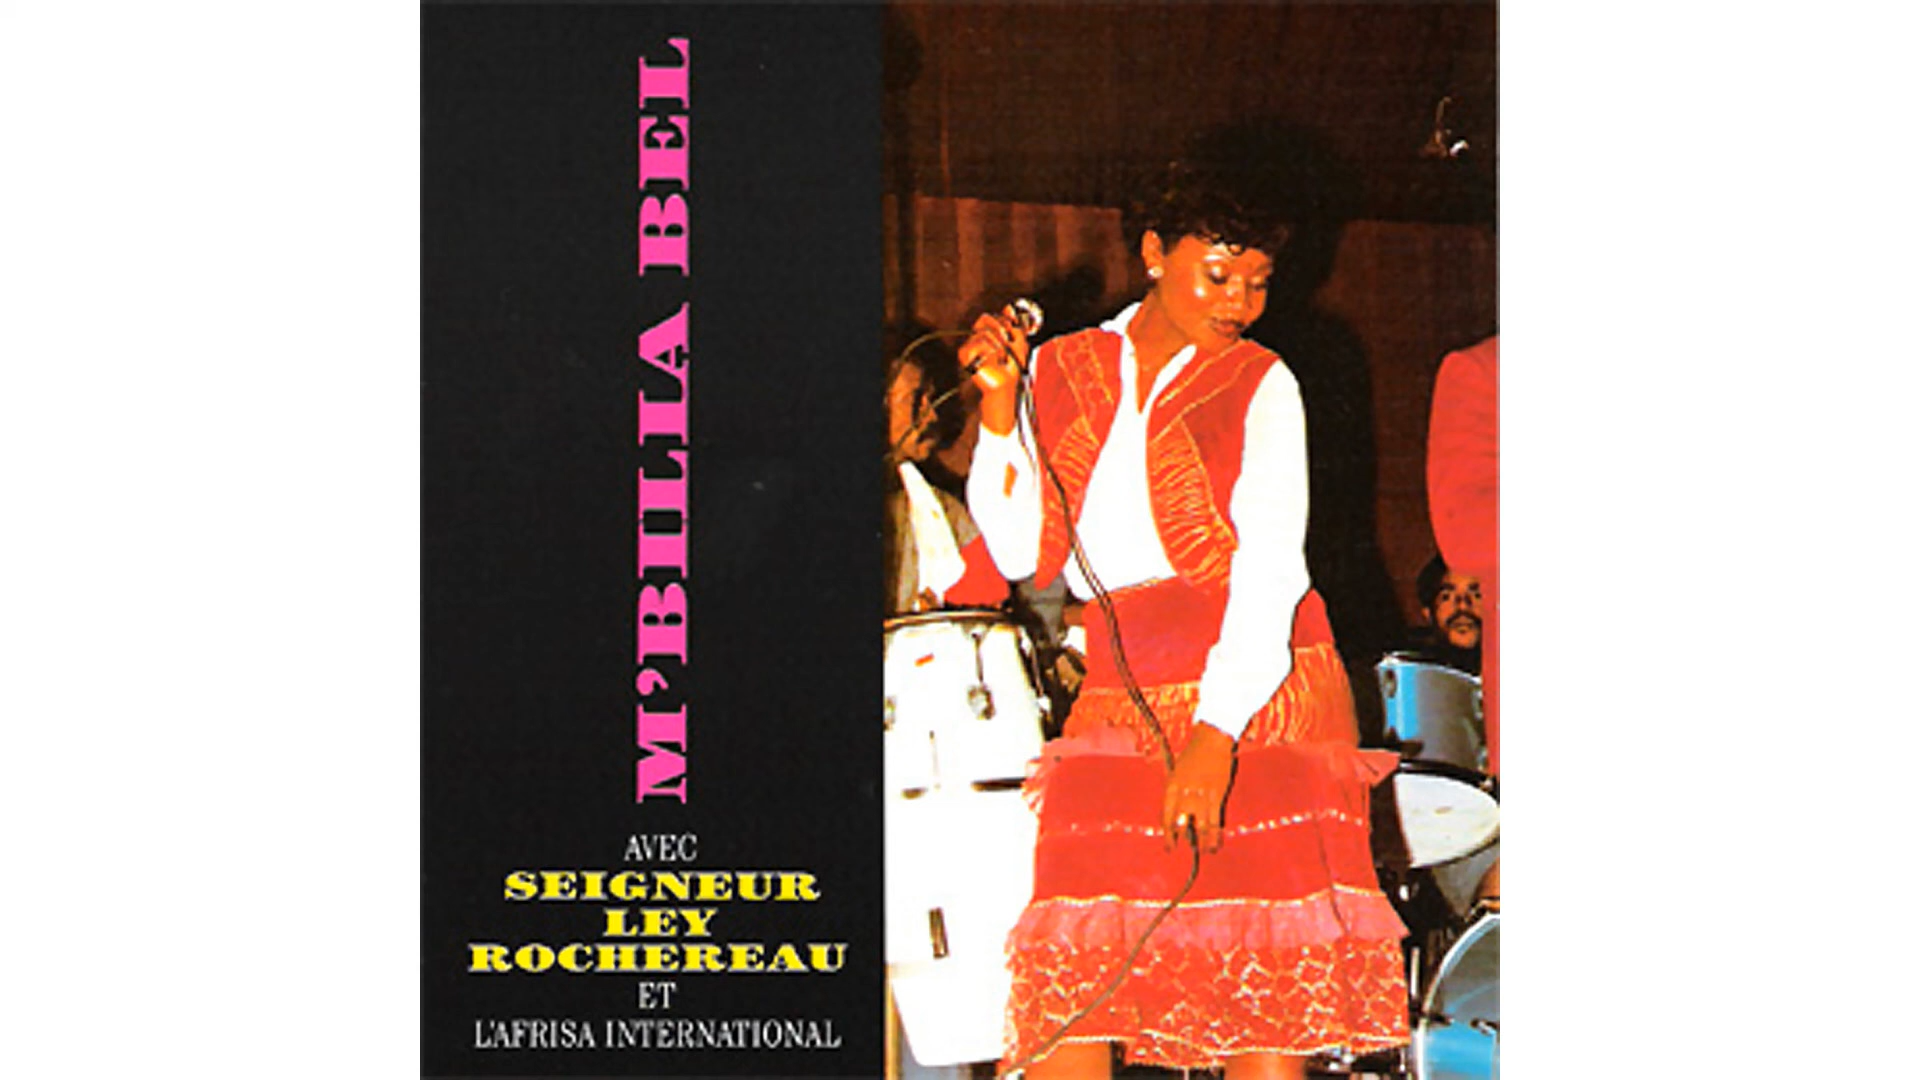 M'BILIA BEL
AVEC
SEIGNEUR
LEY
ROCHEREAU
ET
L'AFRISA INTERNATIONAL